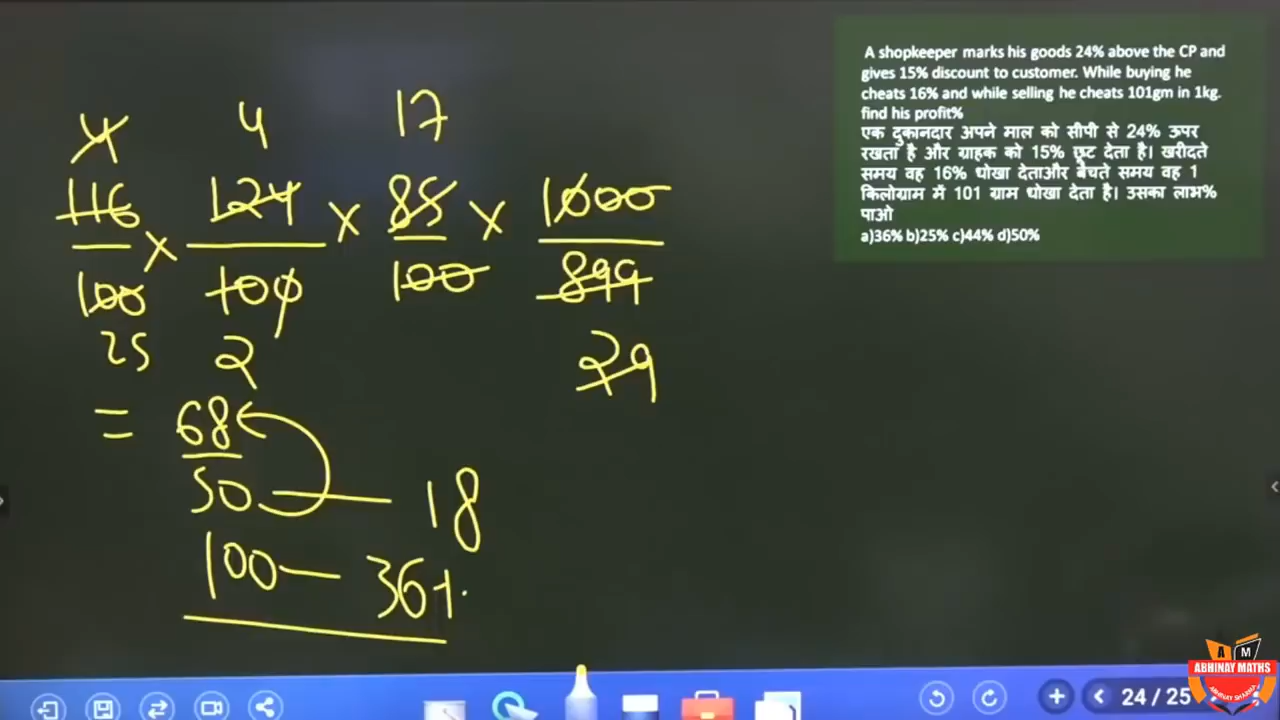 A shopkeeper marks his goods 24% above the CP and
gives 15% discount to customer. While buying he
cheats 16% and while selling he cheats 101gm in 1kg.
find his profit%
एक दुकानदार अपने माल को सीपी से 24% ऊपर
रखता है और ग्राहक को 15% छूट देता है। खरीदते
समय वह 16% धोखा देताऔर बेचते समय वह 1
किलोग्राम में 101 ग्राम धोखा देता है। उसका लाभ%
पाओ
a)36% b)25% c)44% d)50%
4 4 17
116 124 85 1000
× × ×
100 100 100 899
25 2 29
= 68
50 — 18
100 — 36%
24 / 25
A M
ABHINAY MATHS
ABHINAY SHARMA